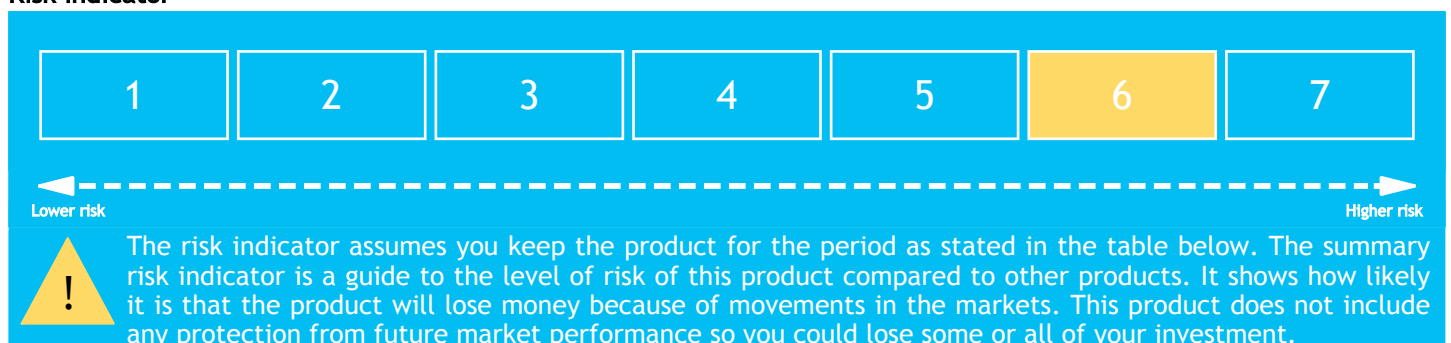 Risk indicator
1 2 3 4 5 6 7
Lower risk Higher risk
The risk indicator assumes you keep the product for the period as stated in the table below. The summary
! risk indicator is a guide to the level of risk of this product compared to other products. It shows how likely
it is that the product will lose money because of movements in the markets. This product does not include
any protection from future market performance so you could lose some or all of your investment.